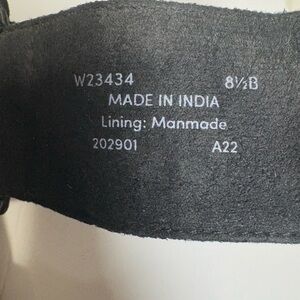 W23434 8½B
MADE IN INDIA
Lining: Manmade
202901 A22